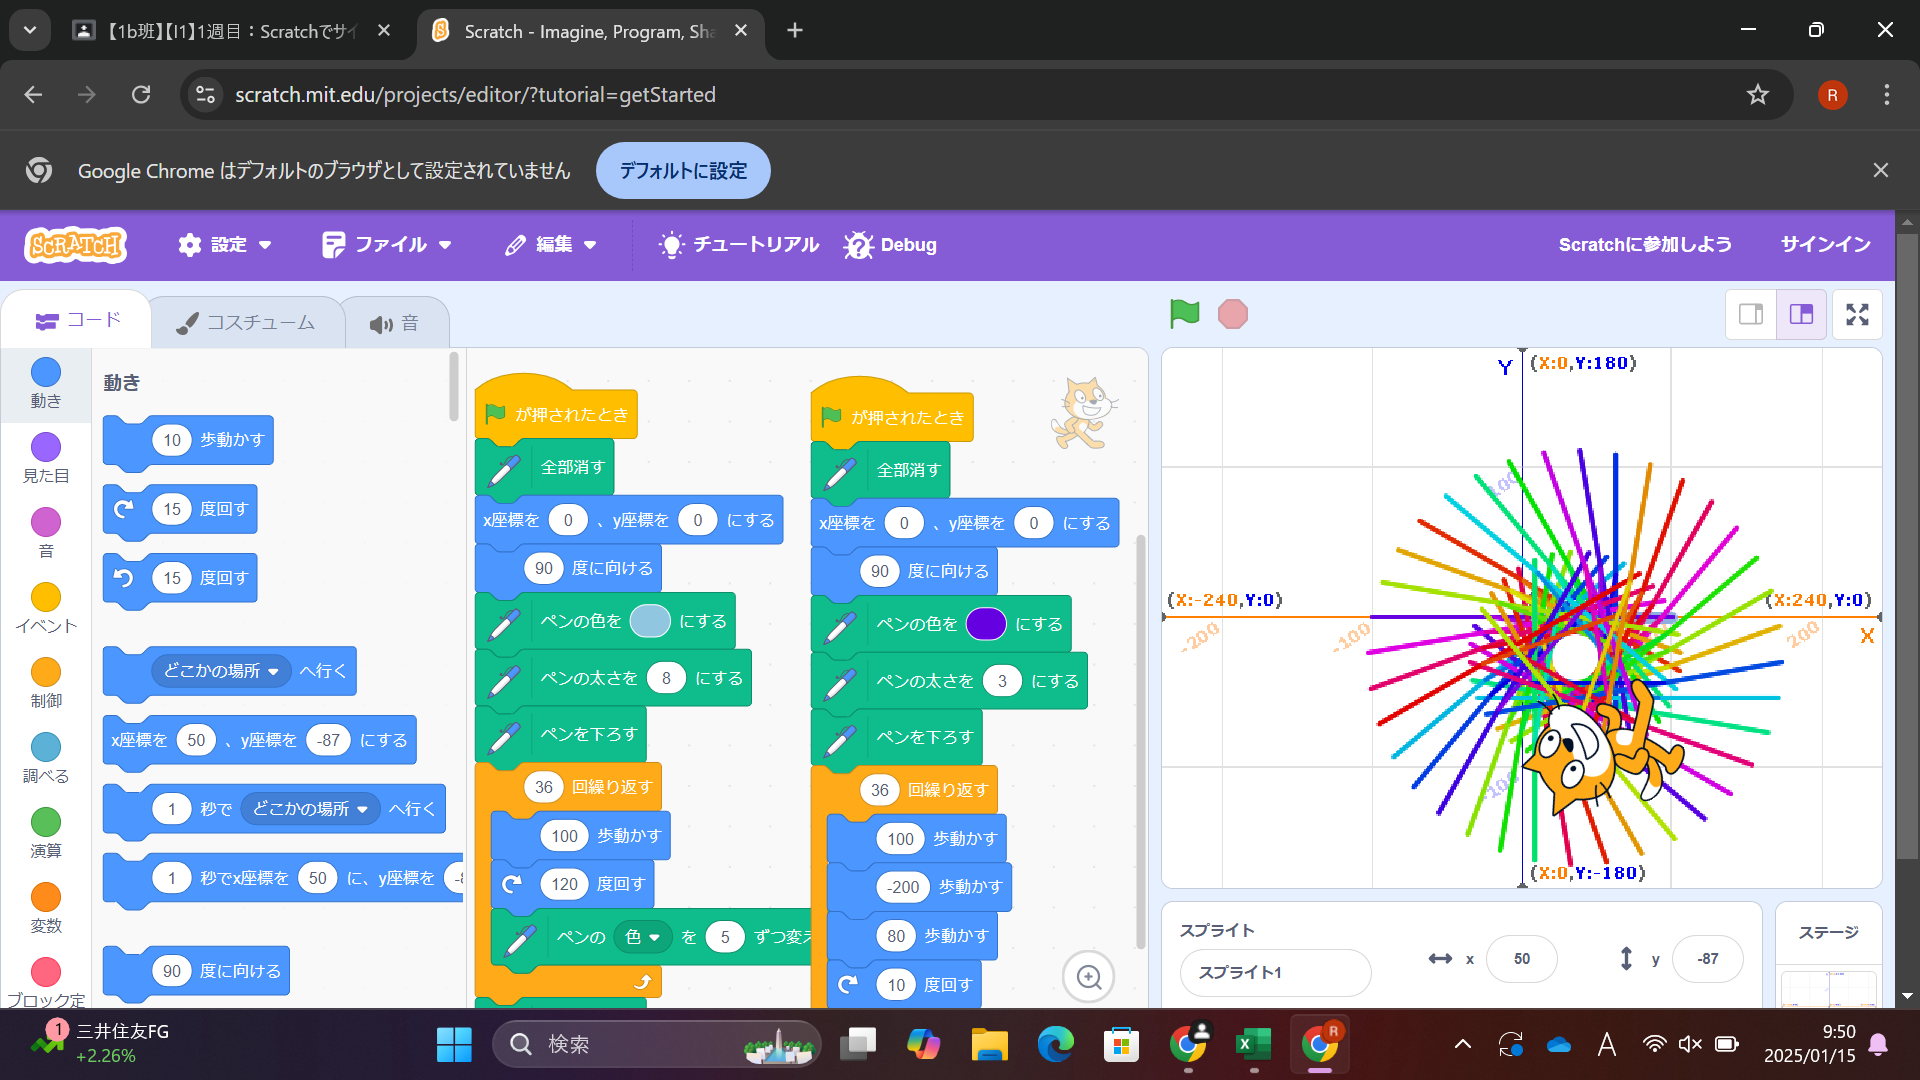 【1b班】【I1】1週目：Scratchでサイ
Scratch - Imagine, Program, Sha
scratch.mit.edu/projects/editor/?tutorial=getStarted
R
Google Chrome はデフォルトのブラウザとして設定されていません
デフォルトに設定
SCRATCH
設定
ファイル
編集
チュートリアル
Debug
Scratchに参加しよう
サインイン
コード
コスチューム
音
動き
見た目
音
イベント
制御
調べる
演算
変数
ブロック定
動き
10 歩動かす
15 度回す
15 度回す
どこかの場所 へ行く
x座標を 50 、y座標を -87 にする
1 秒で どこかの場所 へ行く
1 秒でx座標を 50 に、y座標を
90 度に向ける
が押されたとき
全部消す
x座標を 0 、y座標を 0 にする
90 度に向ける
ペンの色を にする
ペンの太さを 8 にする
ペンを下ろす
36 回繰り返す
100 歩動かす
120 度回す
ペンの 色 を 5 ずつ変え
が押されたとき
全部消す
x座標を 0 、y座標を 0 にする
90 度に向ける
ペンの色を にする
ペンの太さを 3 にする
ペンを下ろす
36 回繰り返す
100 歩動かす
-200 歩動かす
80 歩動かす
10 度回す
Y (X:0,Y:180)
100
(X:-240,Y:0)
(X:240,Y:0)
-200
-100
200
X
-100
(X:0,Y:-180)
スプライト
スプライト1
x 50
y -87
ステージ
1
三井住友FG
+2.26%
検索
R
A
9:50
2025/01/15